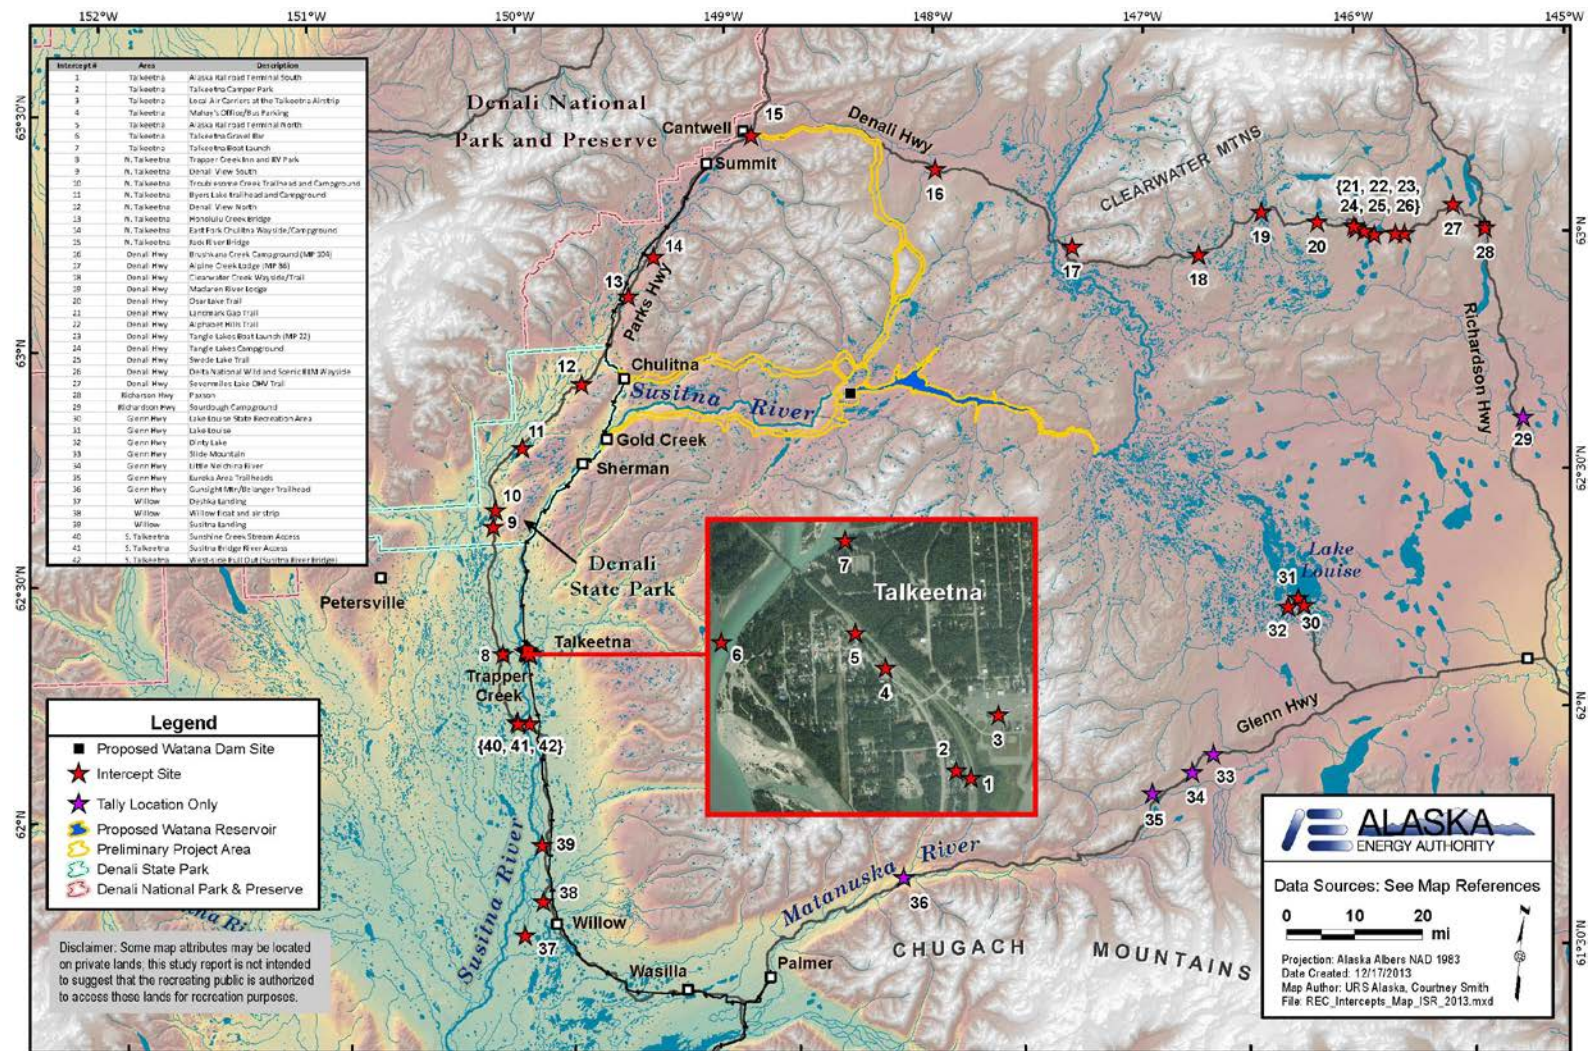 152°W 151°W 150°W 149°W 148°W 147°W 146°W 145°W
63°30'N
63°N
62°30'N
62°N
63°N
62°30'N
62°N
61°30'N
Intercept # Area Description
1 Talkeetna Alaska Railroad Terminal South
2 Talkeetna Talkeetna Camper Park
3 Talkeetna Local Air Carriers at the Talkeetna Airstrip
4 Talkeetna Mahay's Office/Bus Parking
5 Talkeetna Alaska Railroad Terminal North
6 Talkeetna Talkeetna Gravel Bar
7 Talkeetna Talkeetna Boat Launch
8 N. Talkeetna Trapper Creek Inn and RV Park
9 N. Talkeetna Denali View South
10 N. Talkeetna Troublesome Creek Trailhead and Campground
11 N. Talkeetna Byers Lake trailhead and Campground
12 N. Talkeetna Denali View North
13 N. Talkeetna Honolulu Creek Bridge
14 N. Talkeetna East Fork Chulitna Wayside/Campground
15 N. Talkeetna Jack River Bridge
16 Denali Hwy Brushkana Creek Campground (MP 104)
17 Denali Hwy Alpine Creek Lodge (MP 86)
18 Denali Hwy Clearwater Creek Wayside/Trail
19 Denali Hwy Maclaren River Lodge
20 Denali Hwy Osar Lake Trail
21 Denali Hwy Landmark Gap Trail
22 Denali Hwy Alphabet Hills Trail
23 Denali Hwy Tangle Lakes Boat Launch (MP 22)
24 Denali Hwy Tangle Lakes Campground
25 Denali Hwy Swede Lake Trail
26 Denali Hwy Delta National Wild and Scenic BLM Wayside
27 Denali Hwy Sevenmiles Lake OHV Trail
28 Richarson Hwy Paxson
29 Richardson Hwy Sourdough Campground
30 Glenn Hwy Lake Louise State Recreation Area
31 Glenn Hwy Lake Louise
32 Glenn Hwy Dinty Lake
33 Glenn Hwy Slide Mountain
34 Glenn Hwy Little Nelchina River
35 Glenn Hwy Eureka Area Trailheads
36 Glenn Hwy Gunsight Mtn/Belanger Trailhead
37 Willow Deshka Landing
38 Willow Willow float and air strip
39 Willow Susitna Landing
40 S. Talkeetna Sunshine Creek Stream Access
41 S. Talkeetna Susitna Bridge River Access
42 S. Talkeetna West-side Pull Out (Susitna River Bridge)
Denali National
Park and Preserve
Cantwell
15
Summit
Denali Hwy
16
CLEARWATER MTNS
17
18
19
20
{21, 22, 23,
24, 25, 26}
27
28
14
13
Parks Hwy
Richardson Hwy
12
Chulitna
Susitna River
11
Gold Creek
Sherman
29
10
9
Denali
State Park
Petersville
Talkeetna
8
Trapper
Creek
{40, 41, 42}
7
Talkeetna
6
5
4
3
2
1
Lake
Louise
31
32
30
Glenn Hwy
33
34
35
Matanuska River
36
39
38
Susitna River
Willow
37
Wasilla
Palmer
CHUGACH MOUNTAINS
Legend
Proposed Watana Dam Site
Intercept Site
Tally Location Only
Proposed Watana Reservoir
Preliminary Project Area
Denali State Park
Denali National Park & Preserve
Disclaimer: Some map attributes may be located
on private lands; this study report is not intended
to suggest that the recreating public is authorized
to access these lands for recreation purposes.
ALASKA
ENERGY AUTHORITY
Data Sources: See Map References
0 10 20
mi
N
Projection: Alaska Albers NAD 1983
Date Created: 12/17/2013
Map Author: URS Alaska, Courtney Smith
File: REC_Intercepts_Map_ISR_2013.mxd